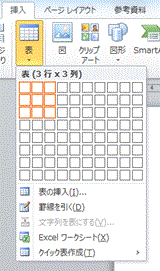 挿入 ページ レイアウト 参考資料
表 図 クリップ アート 図形 SmartA
表 (3 行 x 3 列)
表の挿入(I)...
罫線を引く(D)
文字列を表にする(V)...
Excel ワークシート(X)
クイック表作成(T)